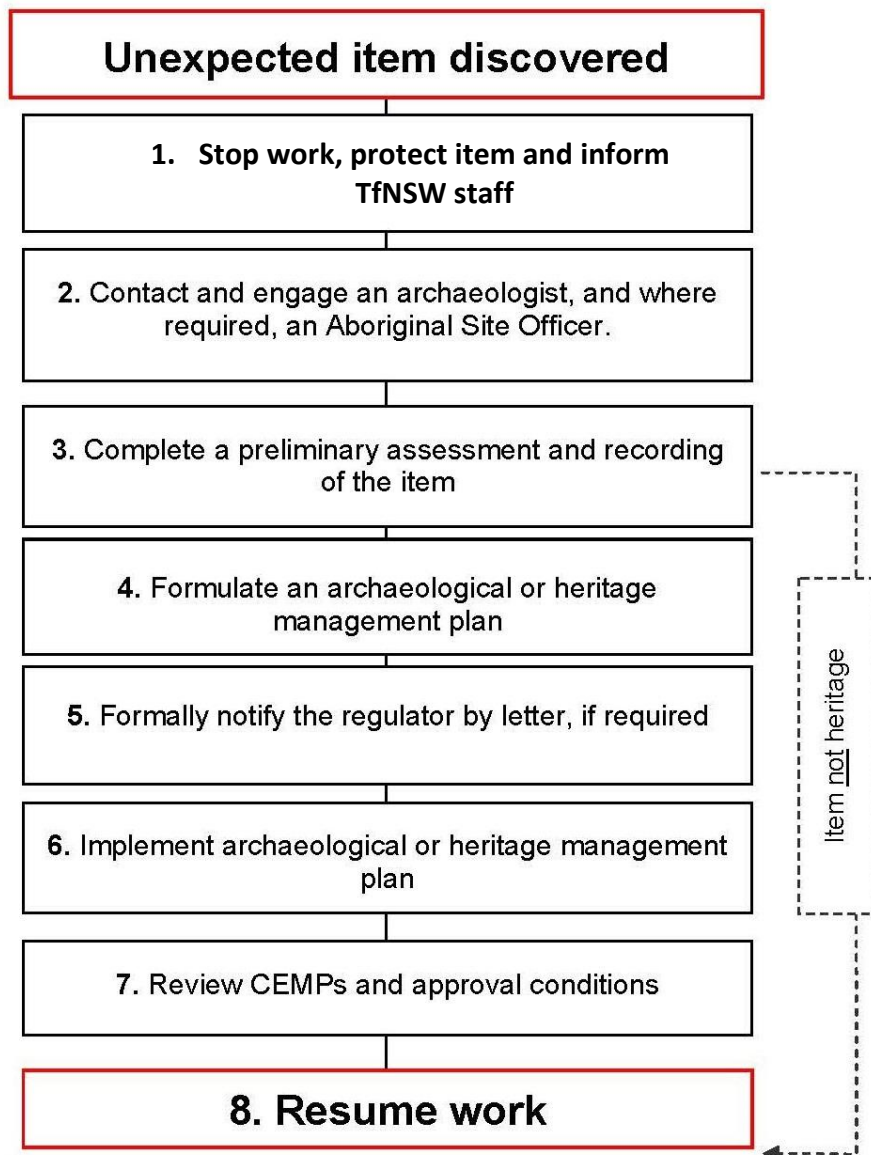 Unexpected item discovered
1. Stop work, protect item and inform
TfNSW staff
2. Contact and engage an archaeologist, and where
required, an Aboriginal Site Officer.
3. Complete a preliminary assessment and recording
of the item
4. Formulate an archaeological or heritage
management plan
5. Formally notify the regulator by letter, if required
6. Implement archaeological or heritage management
plan
7. Review CEMPs and approval conditions
8. Resume work
Item not heritage